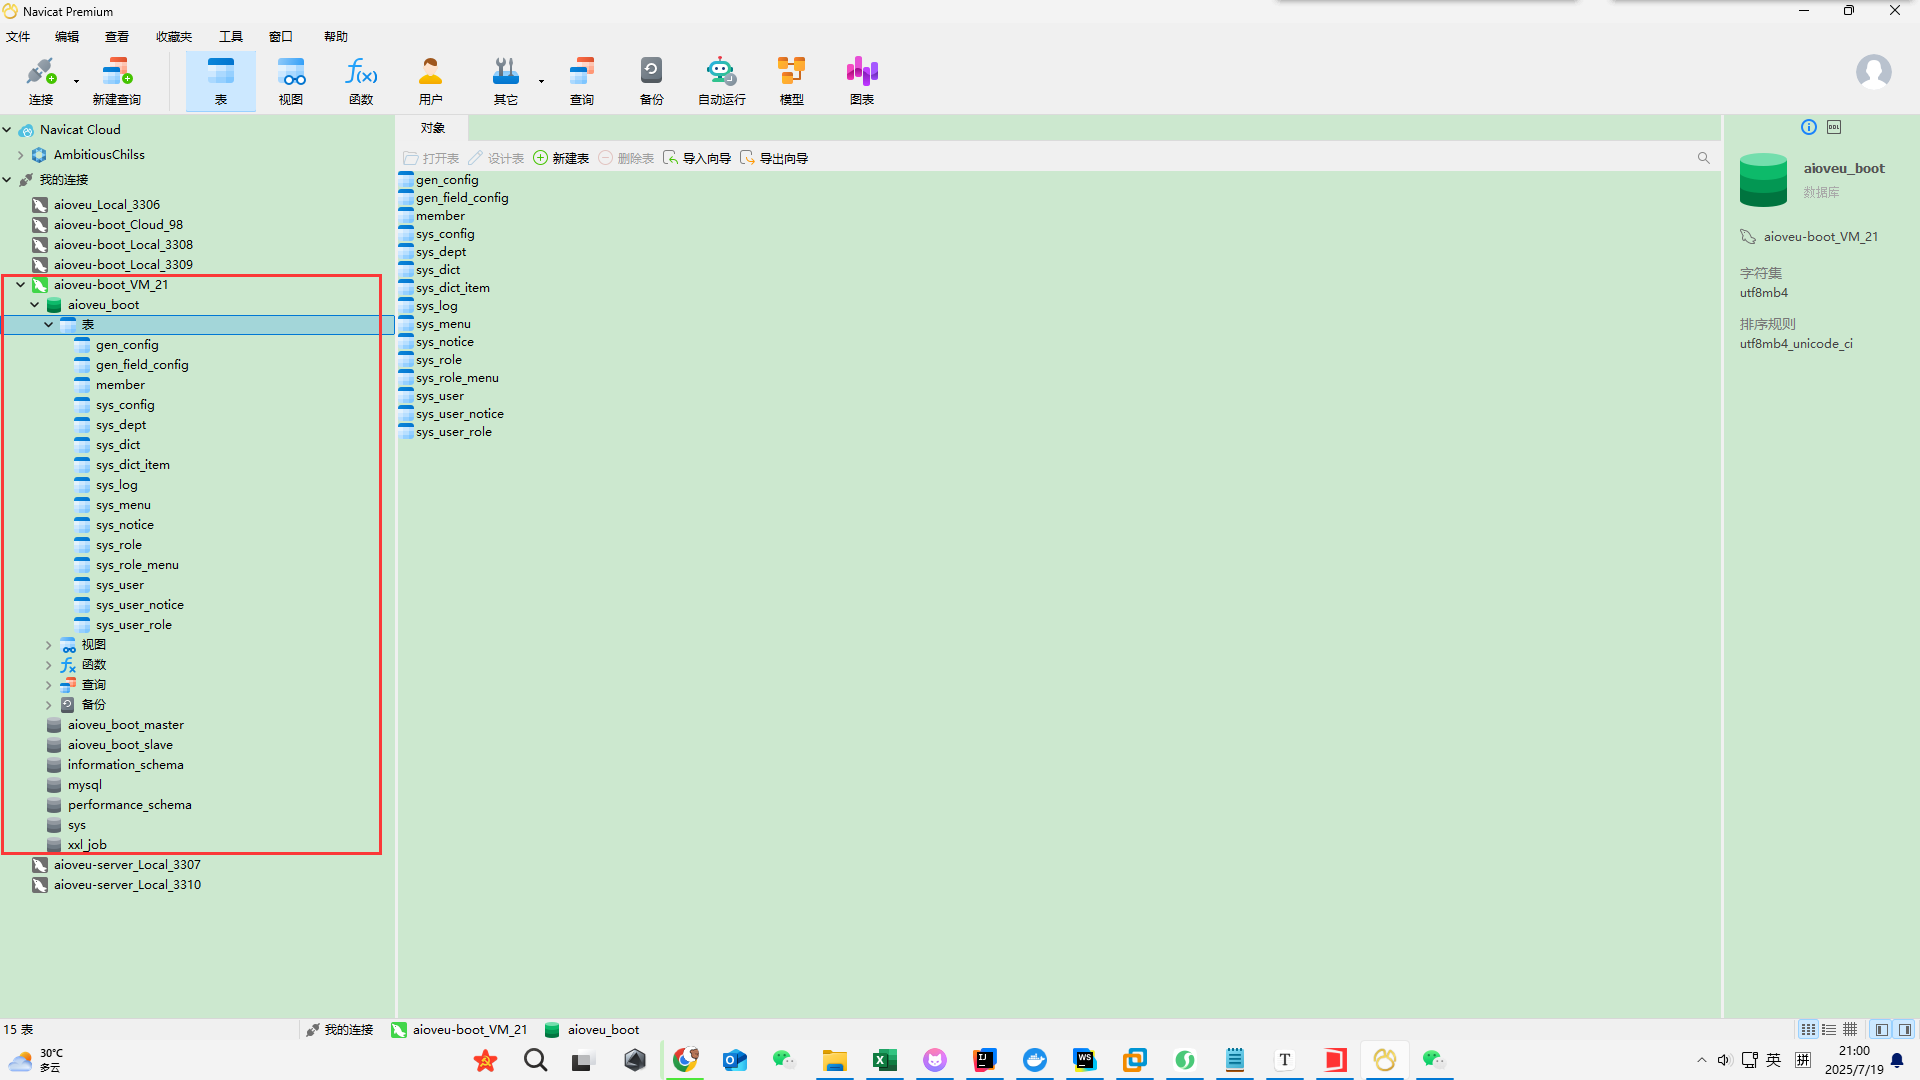 Navicat Premium
文件 编辑 查看 收藏夹 工具 窗口 帮助
连接 新建查询 表 视图 函数 用户 其它 查询 备份 自动运行 模型 图表
Navicat Cloud
AmbitiousChilss
我的连接
aioveu_Local_3306
aioveu-boot_Cloud_98
aioveu-boot_Local_3308
aioveu-boot_Local_3309
aioveu-boot_VM_21
aioveu_boot
表
gen_config
gen_field_config
member
sys_config
sys_dept
sys_dict
sys_dict_item
sys_log
sys_menu
sys_notice
sys_role
sys_role_menu
sys_user
sys_user_notice
sys_user_role
视图
函数
查询
备份
aioveu_boot_master
aioveu_boot_slave
information_schema
mysql
performance_schema
sys
xxl_job
aioveu-server_Local_3307
aioveu-server_Local_3310
对象
打开表 设计表 新建表 删除表 导入向导 导出向导
gen_config
gen_field_config
member
sys_config
sys_dept
sys_dict
sys_dict_item
sys_log
sys_menu
sys_notice
sys_role
sys_role_menu
sys_user
sys_user_notice
sys_user_role
DDL
aioveu_boot
数据库
aioveu-boot_VM_21
字符集
utf8mb4
排序规则
utf8mb4_unicode_ci
15 表 我的连接 aioveu-boot_VM_21 aioveu_boot
30°C
多云
IJ
WS
T
英 拼
21:00
2025/7/19